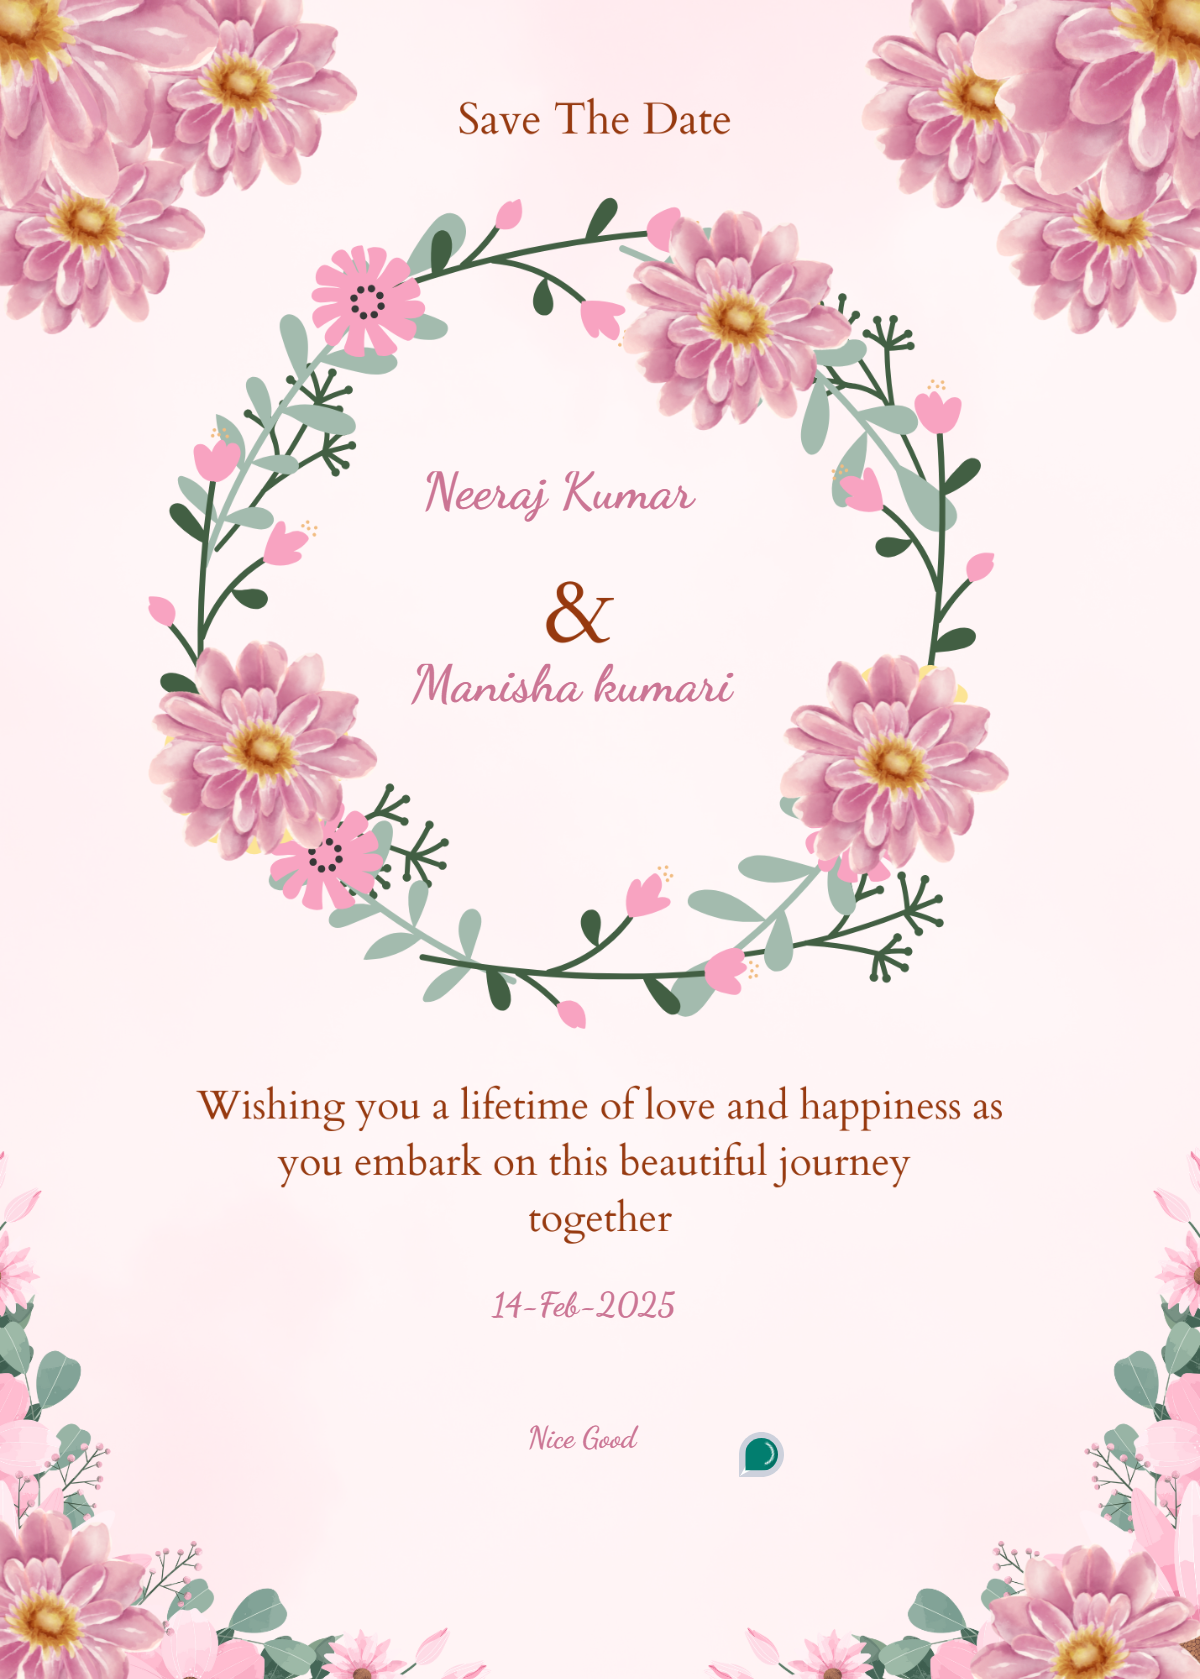 Save The Date
Neeraj Kumar
&
Manisha kumari
Wishing you a lifetime of love and happiness as
you embark on this beautiful journey
together
14-Feb-2025
Nice Good